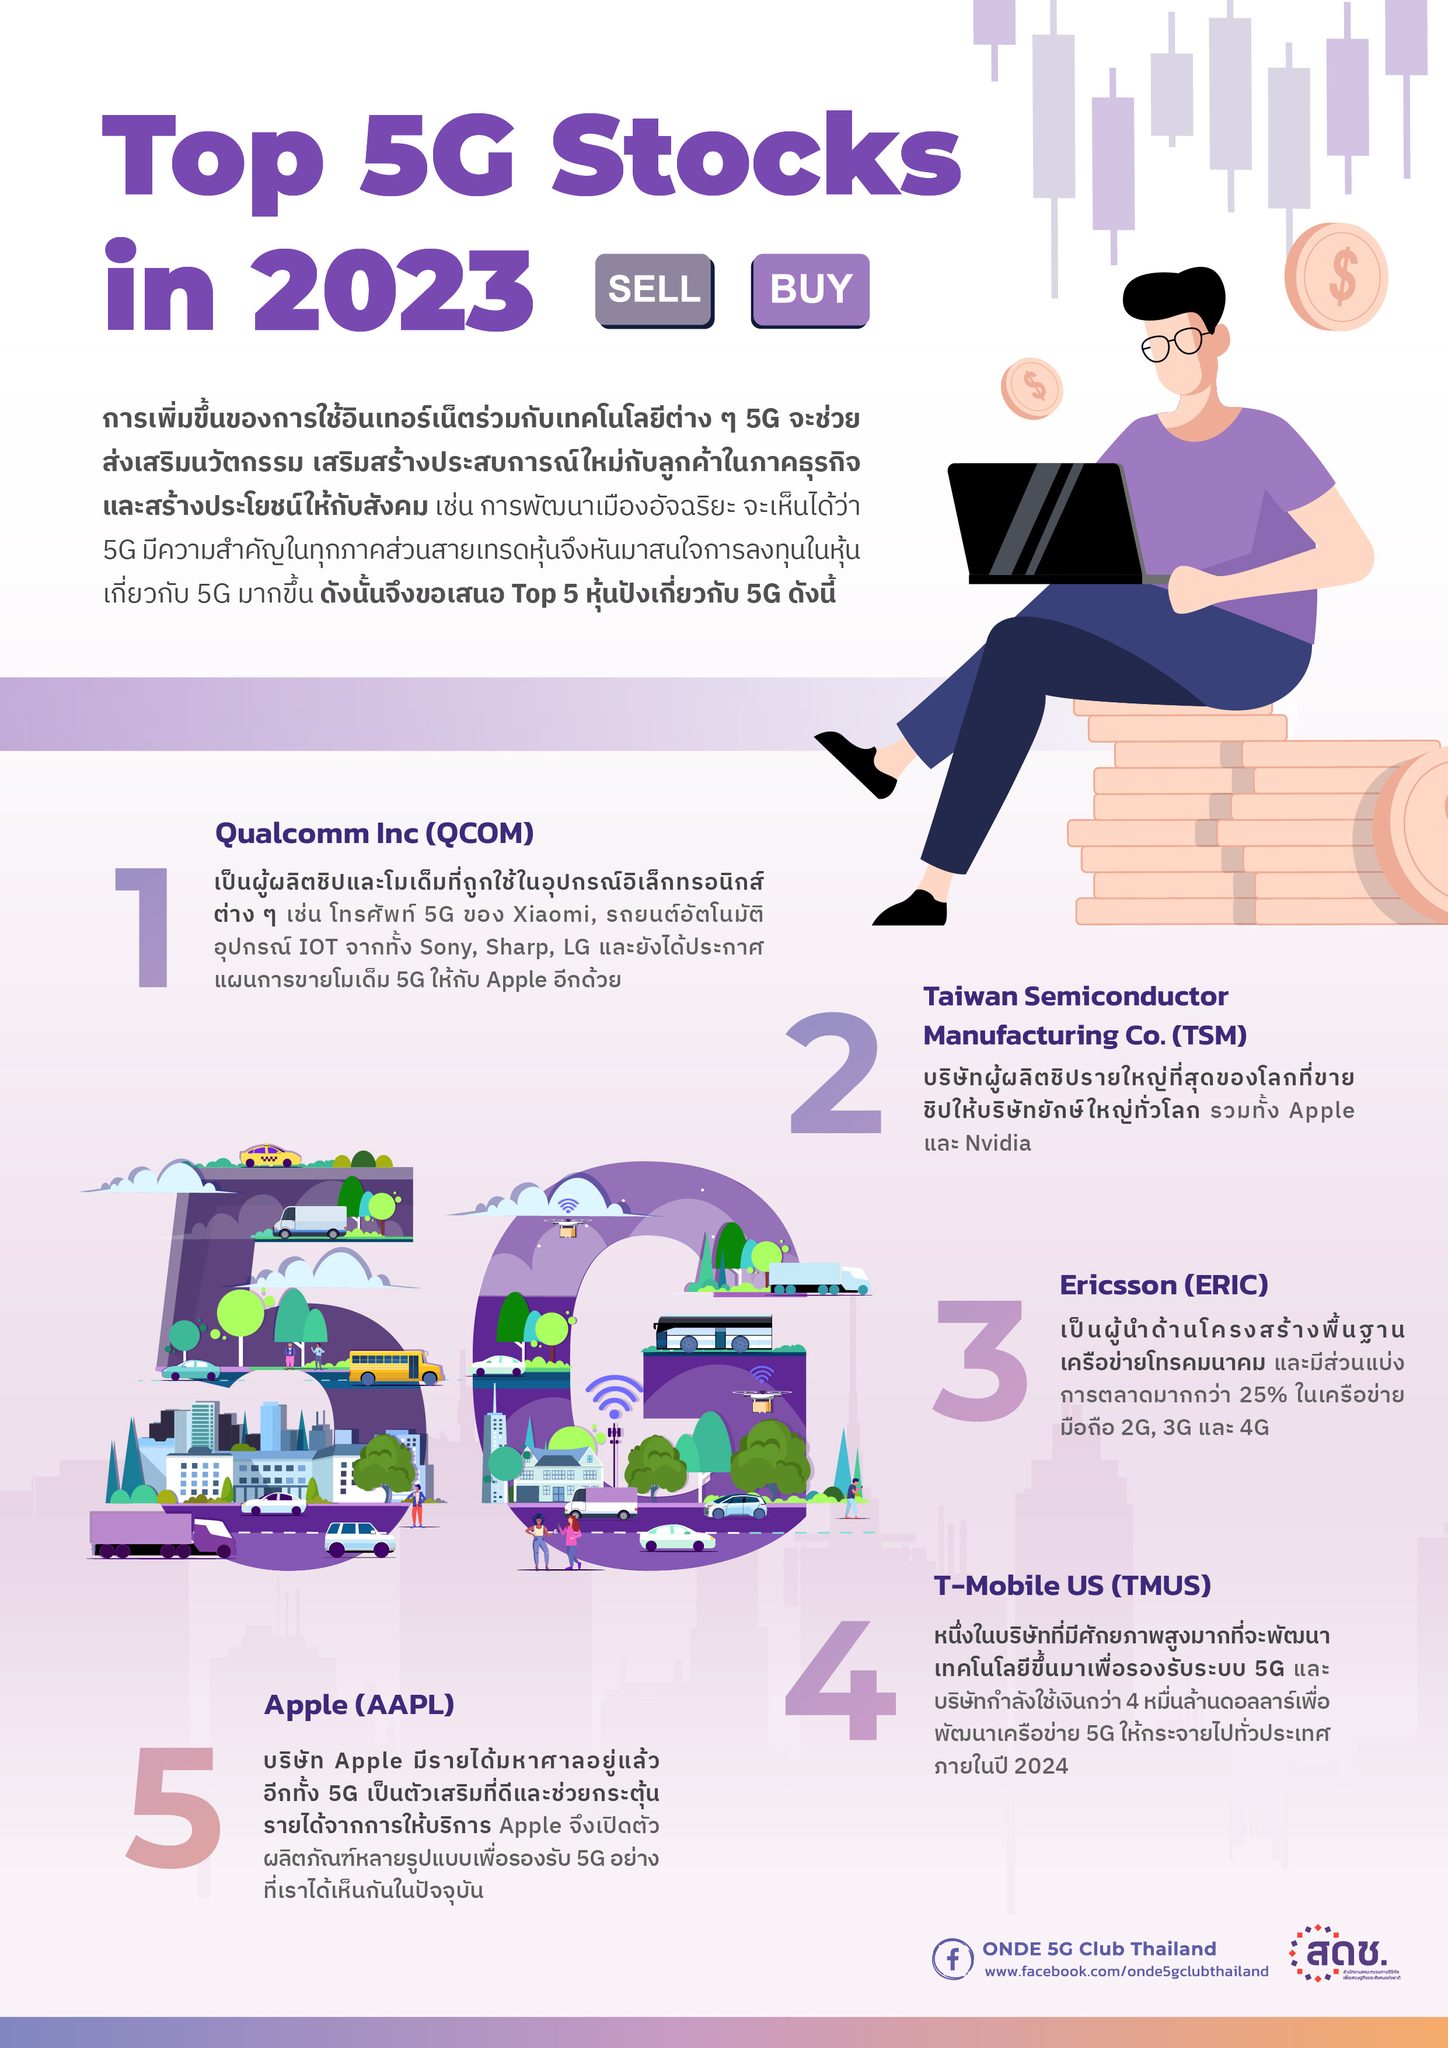 Top 5G Stocks
in 2023
SELL
BUY
การเพิ่มขึ้นของการใช้อินเทอร์เน็ตร่วมกับเทคโนโลยีต่าง ๆ 5G จะช่วย
ส่งเสริมนวัตกรรม เสริมสร้างประสบการณ์ใหม่กับลูกค้าในภาคธุรกิจ
และสร้างประโยชน์ให้กับสังคม เช่น การพัฒนาเมืองอัจฉริยะ จะเห็นได้ว่า
5G มีความสำคัญในทุกภาคส่วนสายเทรดหุ้นจึงหันมาสนใจการลงทุนในหุ้น
เกี่ยวกับ 5G มากขึ้น ดังนั้นจึงขอเสนอ Top 5 หุ้นปังเกี่ยวกับ 5G ดังนี้
1
Qualcomm Inc (QCOM)
เป็นผู้ผลิตชิปและโมเด็มที่ถูกใช้ในอุปกรณ์อิเล็กทรอนิกส์
ต่าง ๆ เช่น โทรศัพท์ 5G ของ Xiaomi, รถยนต์อัตโนมัติ
อุปกรณ์ IOT จากทั้ง Sony, Sharp, LG และยังได้ประกาศ
แผนการขายโมเด็ม 5G ให้กับ Apple อีกด้วย
2
Taiwan Semiconductor
Manufacturing Co. (TSM)
บริษัทผู้ผลิตชิปรายใหญ่ที่สุดของโลกที่ขาย
ชิปให้บริษัทยักษ์ใหญ่ทั่วโลก รวมทั้ง Apple
และ Nvidia
5G
3
Ericsson (ERIC)
เป็นผู้นำด้านโครงสร้างพื้นฐาน
เครือข่ายโทรคมนาคม และมีส่วนแบ่ง
การตลาดมากกว่า 25% ในเครือข่าย
มือถือ 2G, 3G และ 4G
4
T-Mobile US (TMUS)
หนึ่งในบริษัทที่มีศักยภาพสูงมากที่จะพัฒนา
เทคโนโลยีขึ้นมาเพื่อรองรับระบบ 5G และ
บริษัทกำลังใช้เงินกว่า 4 หมื่นล้านดอลลาร์เพื่อ
พัฒนาเครือข่าย 5G ให้กระจายไปทั่วประเทศ
ภายในปี 2024
5
Apple (AAPL)
บริษัท Apple มีรายได้มหาศาลอยู่แล้ว
อีกทั้ง 5G เป็นตัวเสริมที่ดีและช่วยกระตุ้น
รายได้จากการให้บริการ Apple จึงเปิดตัว
ผลิตภัณฑ์หลายรูปแบบเพื่อรองรับ 5G อย่าง
ที่เราได้เห็นกันในปัจจุบัน
ONDE 5G Club Thailand
www.facebook.com/onde5gclubthailand
สดช.